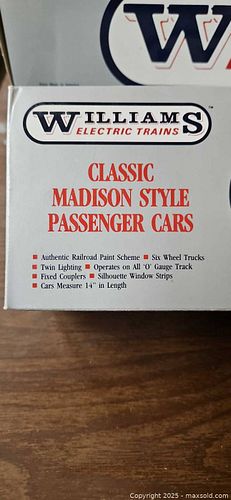 W
WILLIAMS™
ELECTRIC TRAINS
CLASSIC
MADISON STYLE
PASSENGER CARS
■ Authentic Railroad Paint Scheme ■ Six Wheel Trucks
■ Twin Lighting ■ Operates on All 'O' Gauge Track
■ Fixed Couplers ■ Silhouette Window Strips
■ Cars Measure 14" in Length
Copyright 2025 - maxsold.com